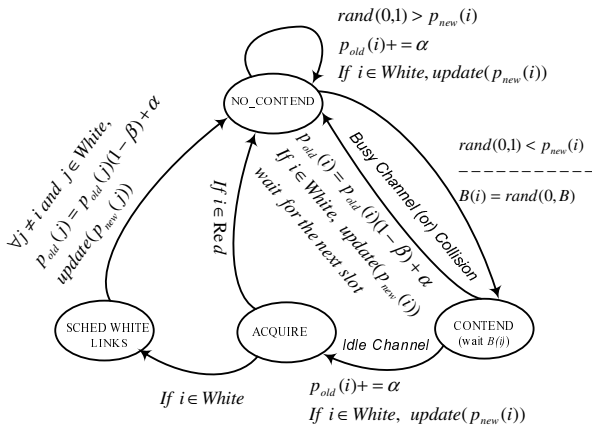 rand(0,1) > p_new(i)
p_old(i)+ = α
If i ∈ White, update(p_new(i))
NO_CONTEND
∀j ≠ i and j ∈ White,
p_old(j) = p_old(j)(1 − β) + α
update(p_new(j))
If i ∈ Red
p_old(i) = p_old(i)(1 − β) + α
If i ∈ White, update(p_new(i))
wait for the next slot
Busy Channel (or) Collision
rand(0,1) < p_new(i)
B(i) = rand(0, B)
SCHED WHITE
LINKS
ACQUIRE
CONTEND
(wait B(i))
Idle Channel
If i ∈ White
p_old(i)+ = α
If i ∈ White, update(p_new(i))